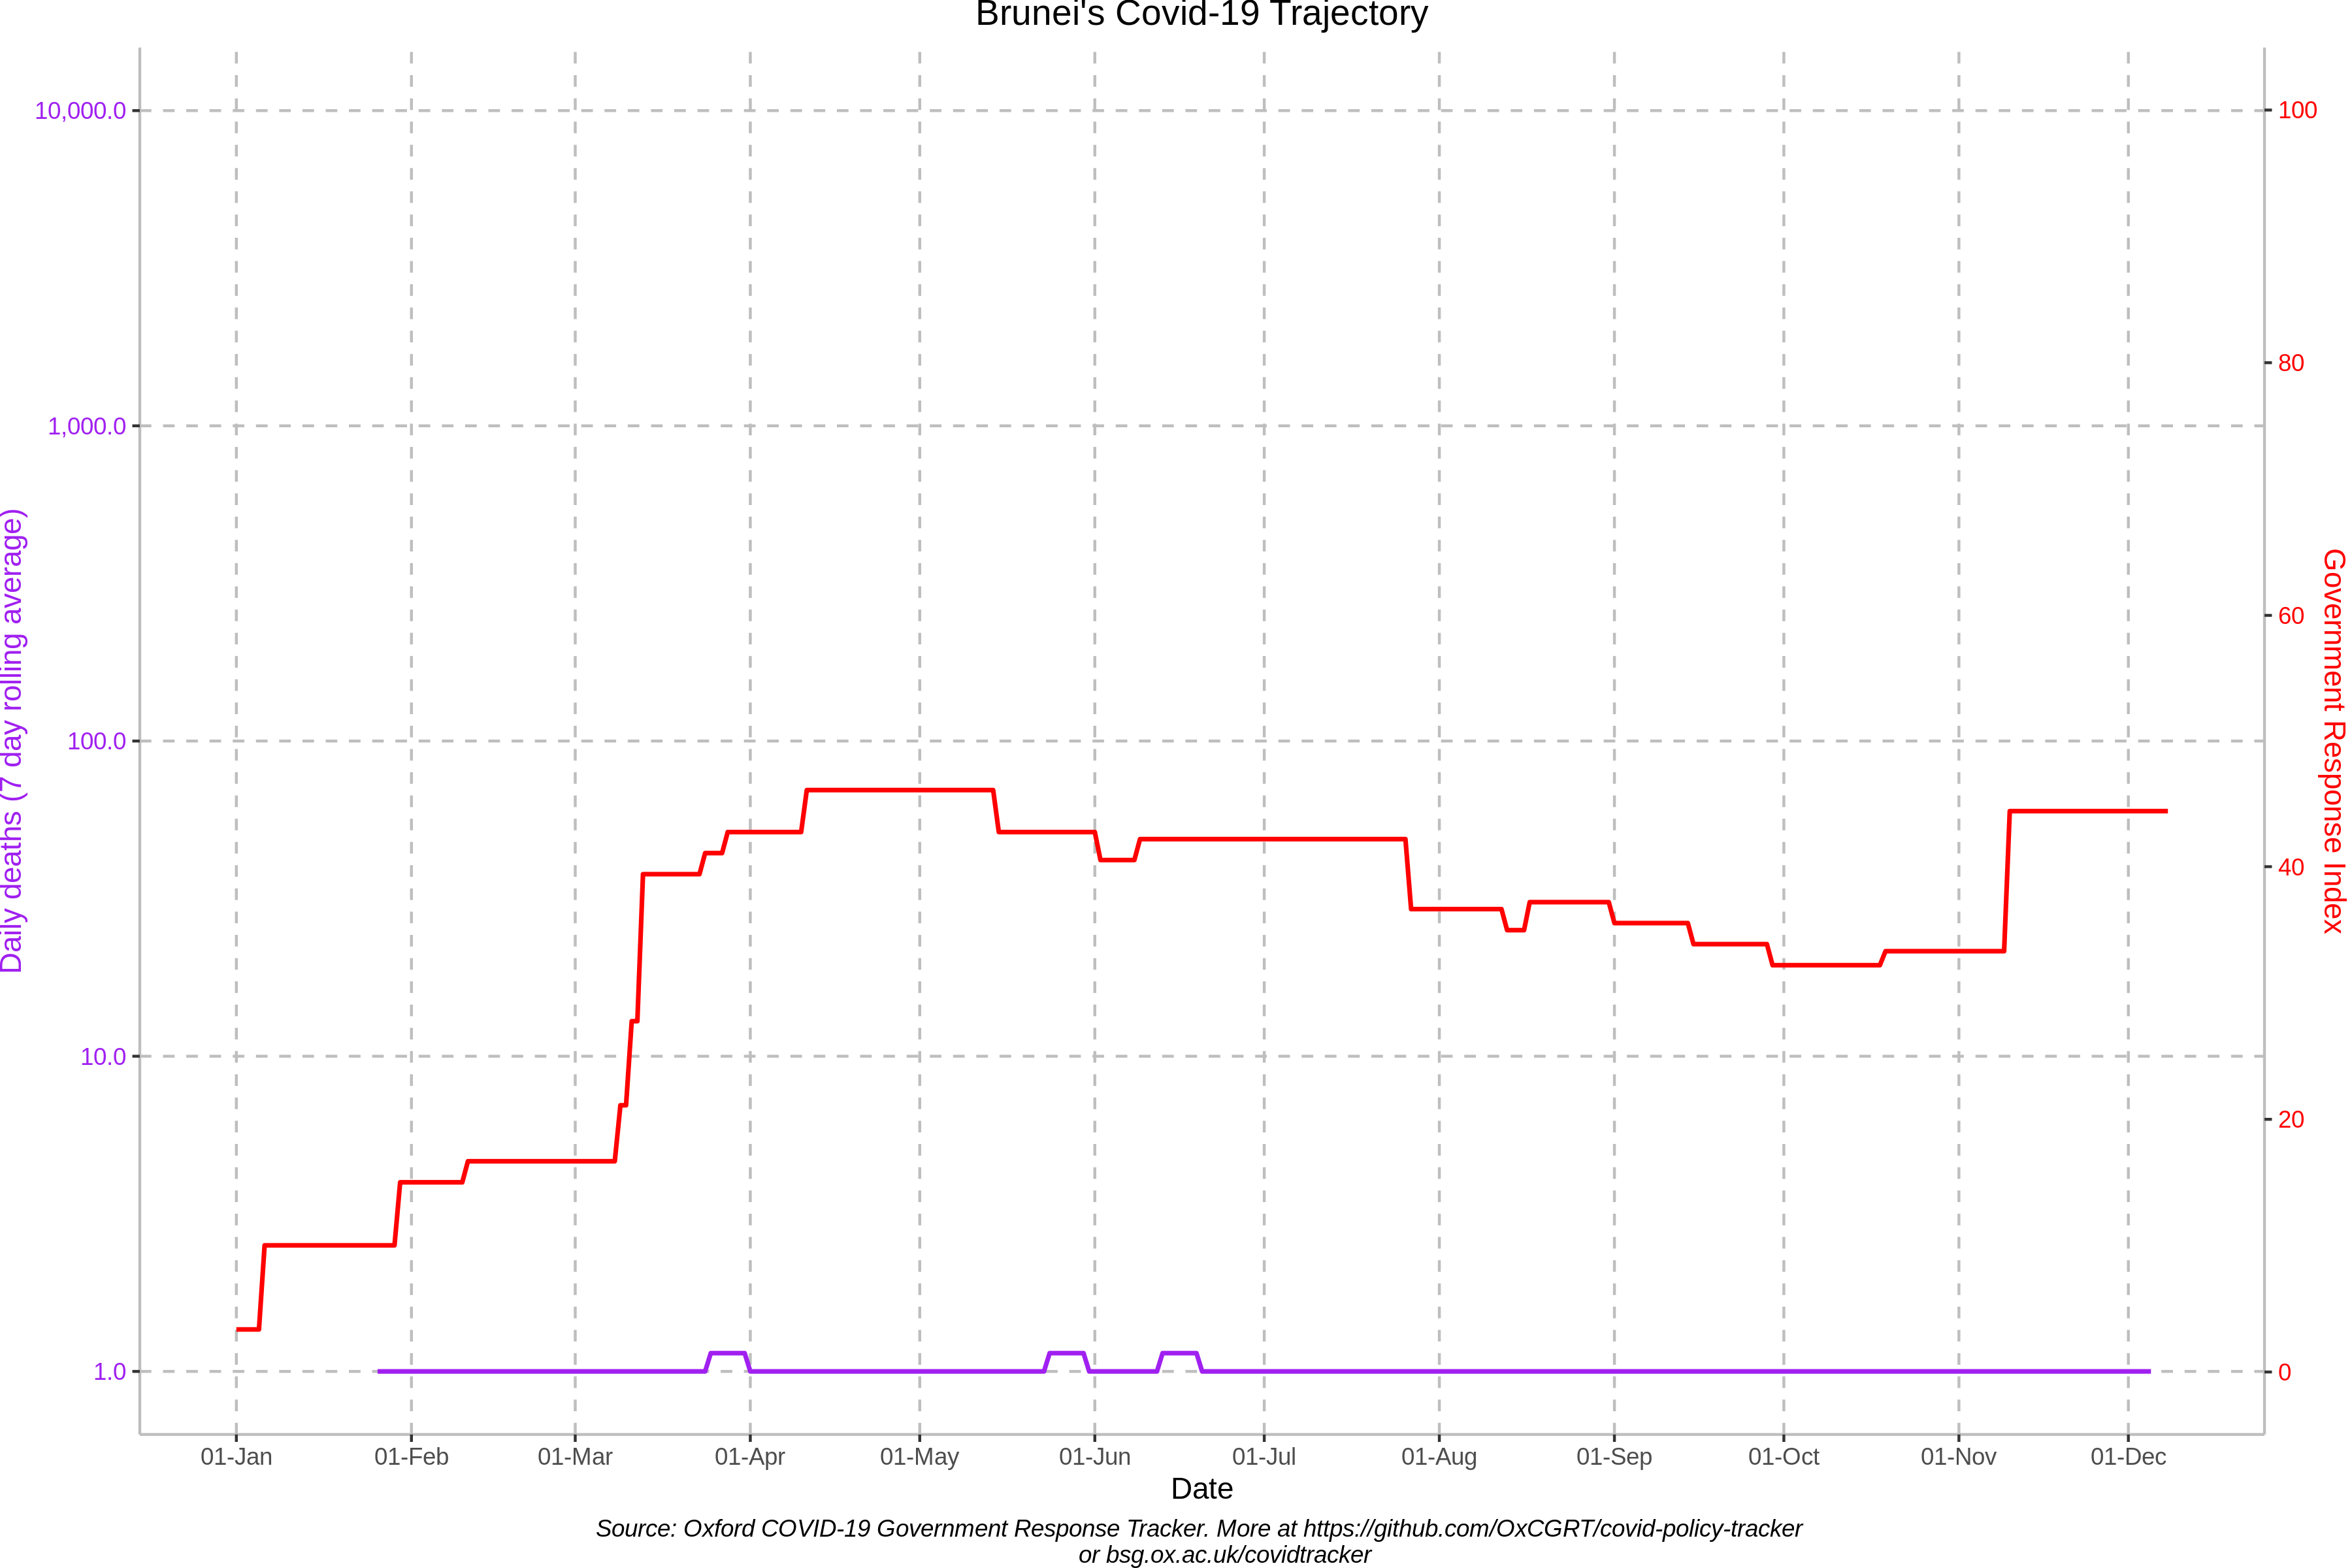 Brunei's Covid-19 Trajectory
10,000.0
1,000.0
100.0
10.0
1.0
Daily deaths (7 day rolling average)
100
80
60
40
20
0
Government Response Index
01-Jan 01-Feb 01-Mar 01-Apr 01-May 01-Jun 01-Jul 01-Aug 01-Sep 01-Oct 01-Nov 01-Dec
Date
Source: Oxford COVID-19 Government Response Tracker. More at https://github.com/OxCGRT/covid-policy-tracker
or bsg.ox.ac.uk/covidtracker